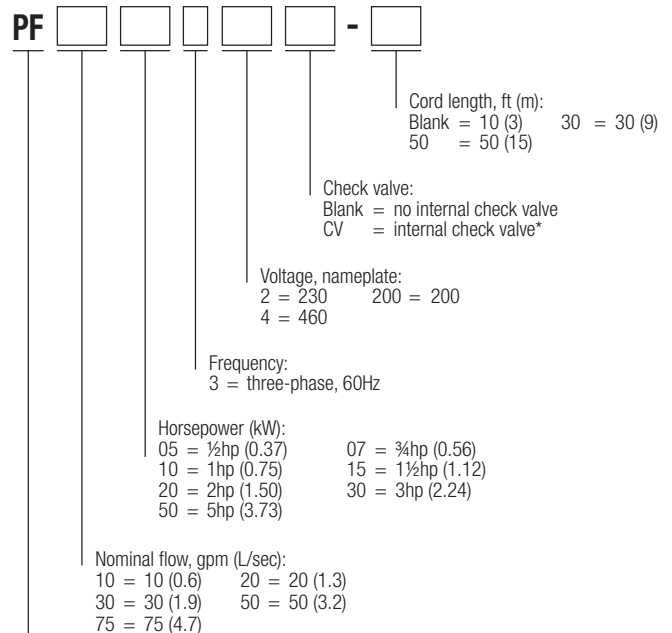 PF -
Cord length, ft (m):
Blank = 10 (3) 30 = 30 (9)
50 = 50 (15)
Check valve:
Blank = no internal check valve
CV = internal check valve*
Voltage, nameplate:
2 = 230 200 = 200
4 = 460
Frequency:
3 = three-phase, 60Hz
Horsepower (kW):
05 = ½hp (0.37) 07 = ¾hp (0.56)
10 = 1hp (0.75) 15 = 1½hp (1.12)
20 = 2hp (1.50) 30 = 3hp (2.24)
50 = 5hp (3.73)
Nominal flow, gpm (L/sec):
10 = 10 (0.6) 20 = 20 (1.3)
30 = 30 (1.9) 50 = 50 (3.2)
75 = 75 (4.7)